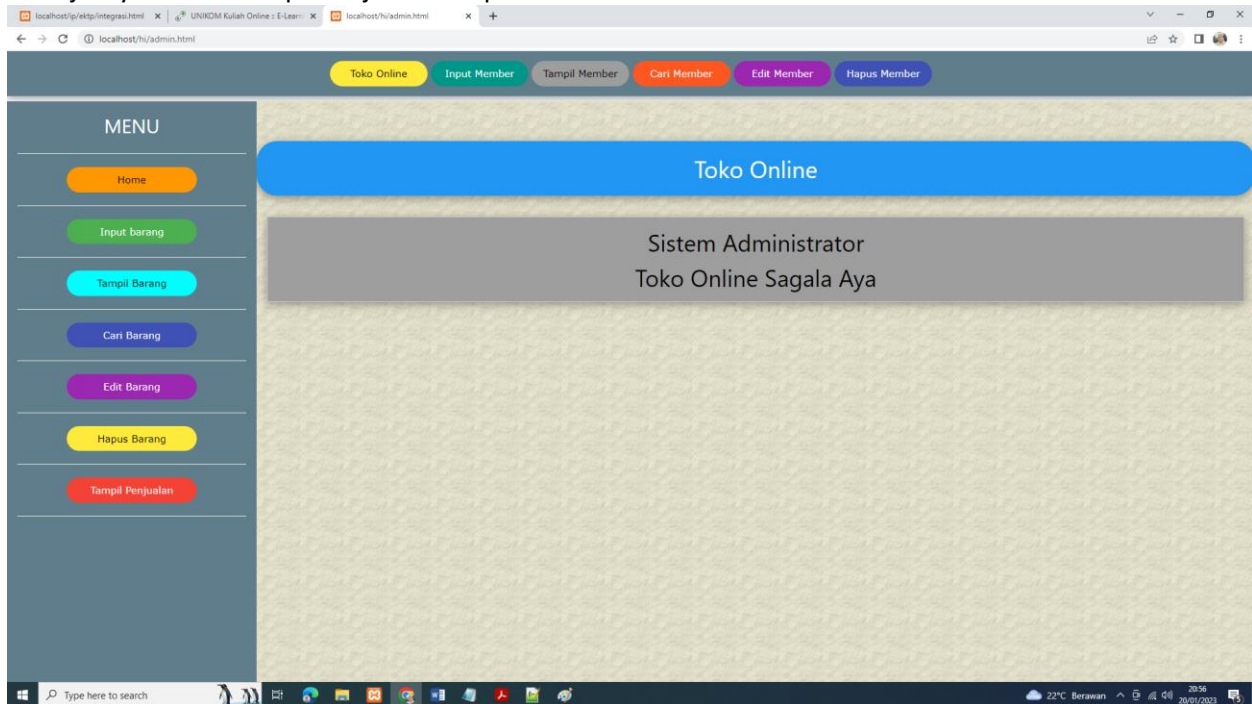 localhost/ip/ektp/integrasi.html
UNIKOM Kuliah Online :: E-Learn
localhost/hi/admin.html
localhost/hi/admin.html
Toko Online
Input Member
Tampil Member
Cari Member
Edit Member
Hapus Member
MENU
Home
Input barang
Tampil Barang
Cari Barang
Edit Barang
Hapus Barang
Tampil Penjualan
Toko Online
Sistem Administrator
Toko Online Sagala Aya
Type here to search
22°C Berawan
20:56
20/01/2023